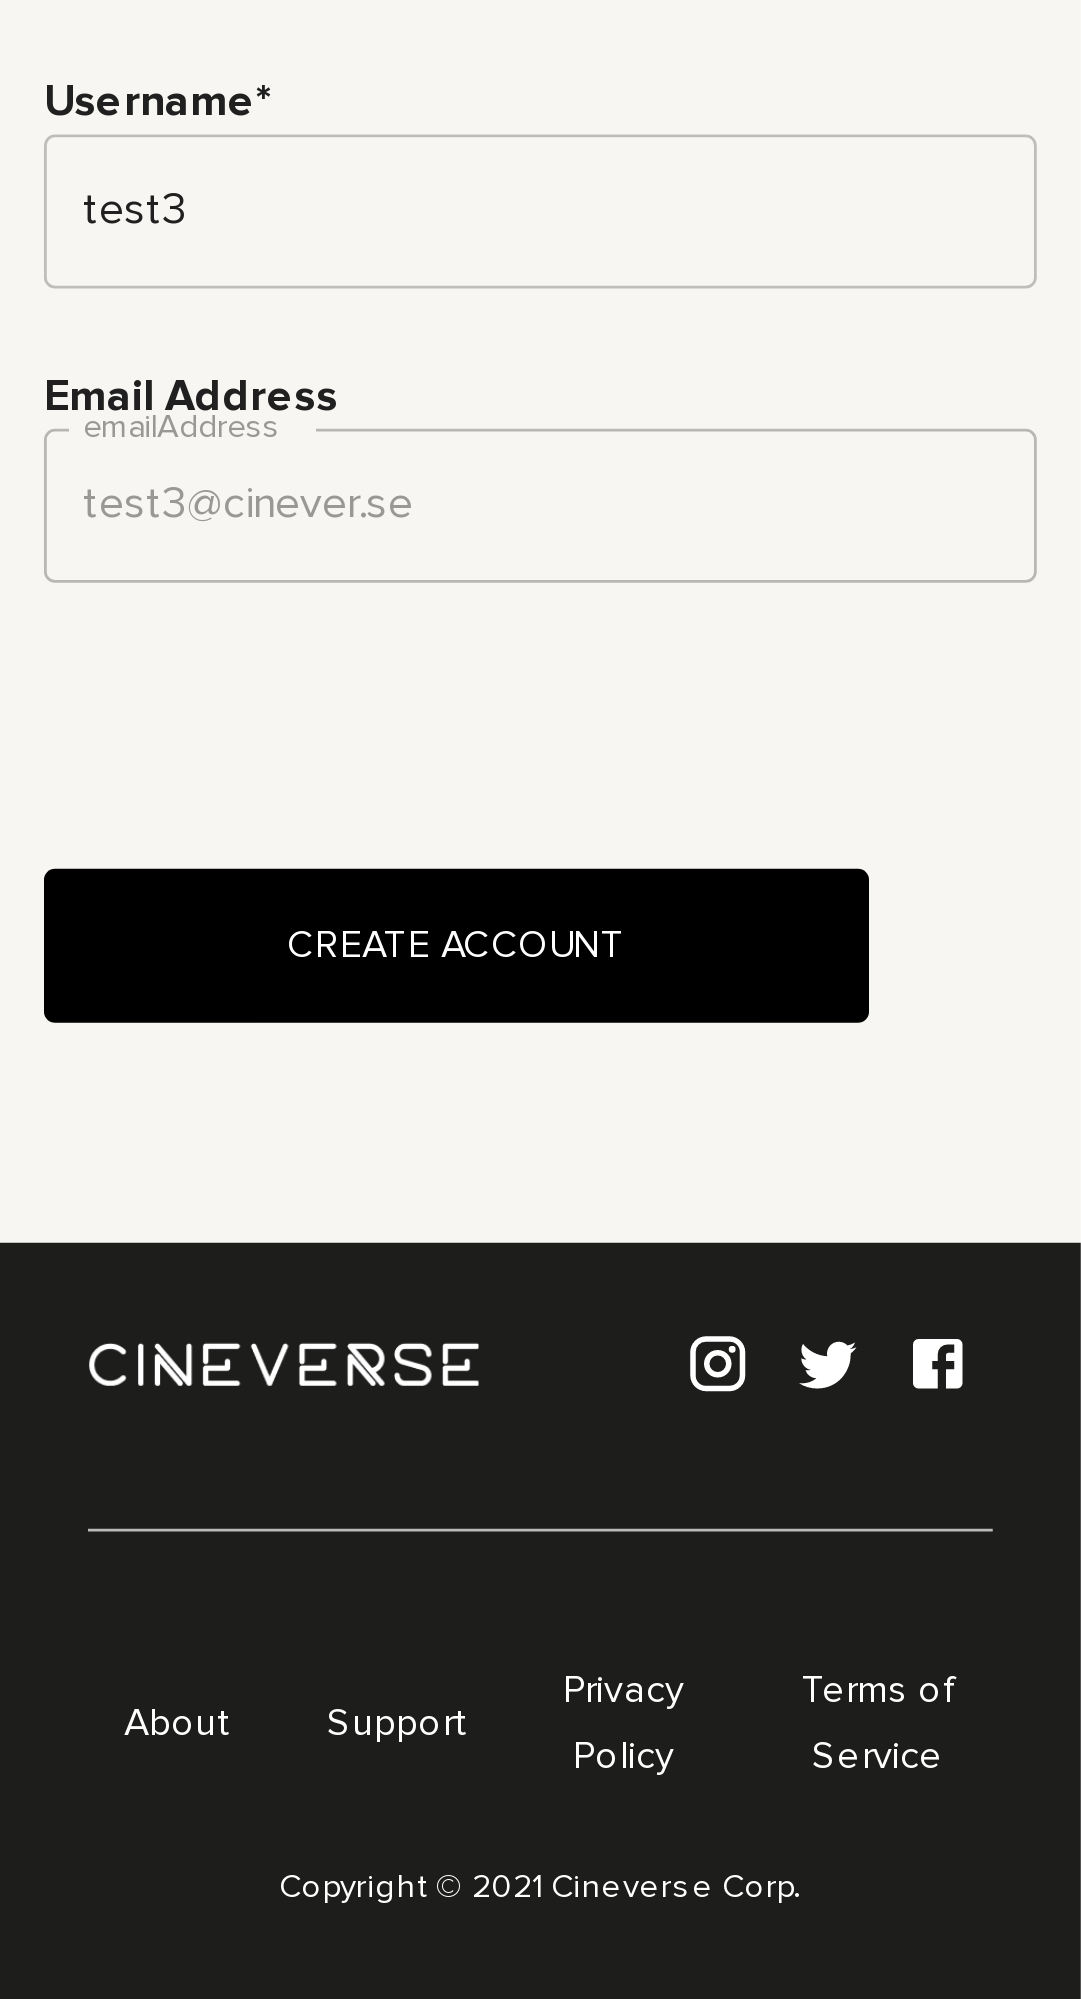 Username*
test3
Email Address
emailAddress
test3@cinever.se
CREATE ACCOUNT
CINEVERSE
About Support Privacy Policy Terms of Service
Copyright © 2021 Cineverse Corp.